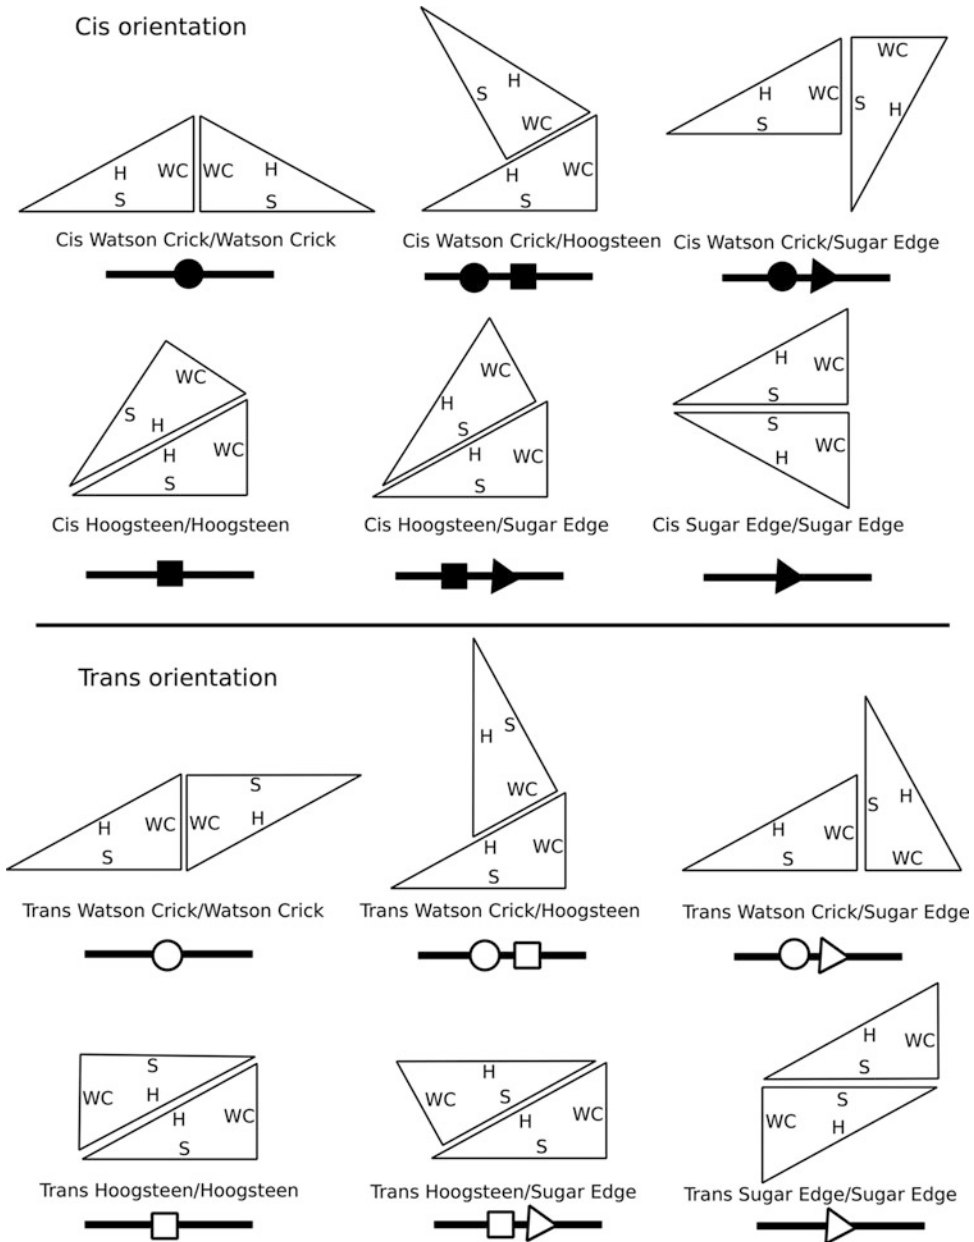 Cis orientation
H
WC
S
WC
H
S
H
S
WC
H
WC
S
H
WC
S
WC
S
H
Cis Watson Crick/Watson Crick
Cis Watson Crick/Hoogsteen
Cis Watson Crick/Sugar Edge
WC
S
H
H
WC
S
WC
H
S
H
WC
S
H
WC
S
S
WC
H
Cis Hoogsteen/Hoogsteen
Cis Hoogsteen/Sugar Edge
Cis Sugar Edge/Sugar Edge
Trans orientation
H
WC
S
S
WC
H
S
H
WC
H
WC
S
H
WC
S
S
H
WC
Trans Watson Crick/Watson Crick
Trans Watson Crick/Hoogsteen
Trans Watson Crick/Sugar Edge
S
WC
H
H
WC
S
H
WC
S
H
WC
S
H
WC
S
S
WC
H
Trans Hoogsteen/Hoogsteen
Trans Hoogsteen/Sugar Edge
Trans Sugar Edge/Sugar Edge